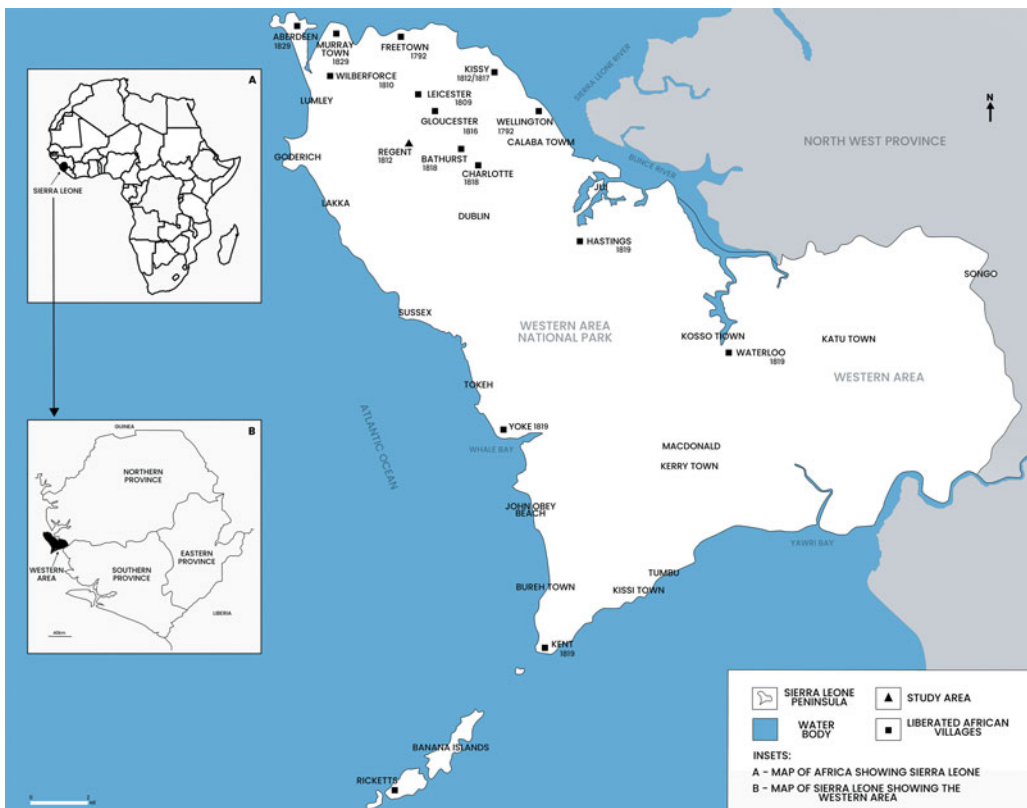 ABERDEEN
1829
MURRAY
TOWN
1829
FREETOWN
1792
WILBERFORCE
1810
KISSY
1812/1817
LUMLEY
LEICESTER
1809
GLOUCESTER
1816
WELLINGTON
1792
CALABA TOWM
SIERRA LEONE RIVER
NORTH WEST PROVINCE
N
GODERICH
REGENT
1812
BATHURST
1818
CHARLOTTE
1818
BUNCE RIVER
JUI
LAKKA
DUBLIN
HASTINGS
1819
SONGO
SUSSEX
WESTERN AREA
NATIONAL PARK
KOSSO TIOWN
KATU TOWN
WATERLOO
1819
WESTERN AREA
TOKEH
ATLANTIC OCEAN
YOKE 1819
WHALE BAY
MACDONALD
KERRY TOWN
JOHN OBEY
BEACH
YAWRI BAY
TUMBU
BUREH TOWN
KISSI TOWN
KENT
1819
BANANA ISLANDS
RICKETTS
A
SIERRA LEONE
B
GUINEA
NORTHERN
PROVINCE
EASTERN
PROVINCE
WESTERN
AREA
SOUTHERN
PROVINCE
LIBERIA
SIERRA LEONE
PENINSULA
STUDY AREA
WATER
BODY
LIBERATED AFRICAN
VILLAGES
INSETS:
A - MAP OF AFRICA SHOWING SIERRA LEONE
B - MAP OF SIERRA LEONE SHOWING THE
WESTERN AREA
0 2